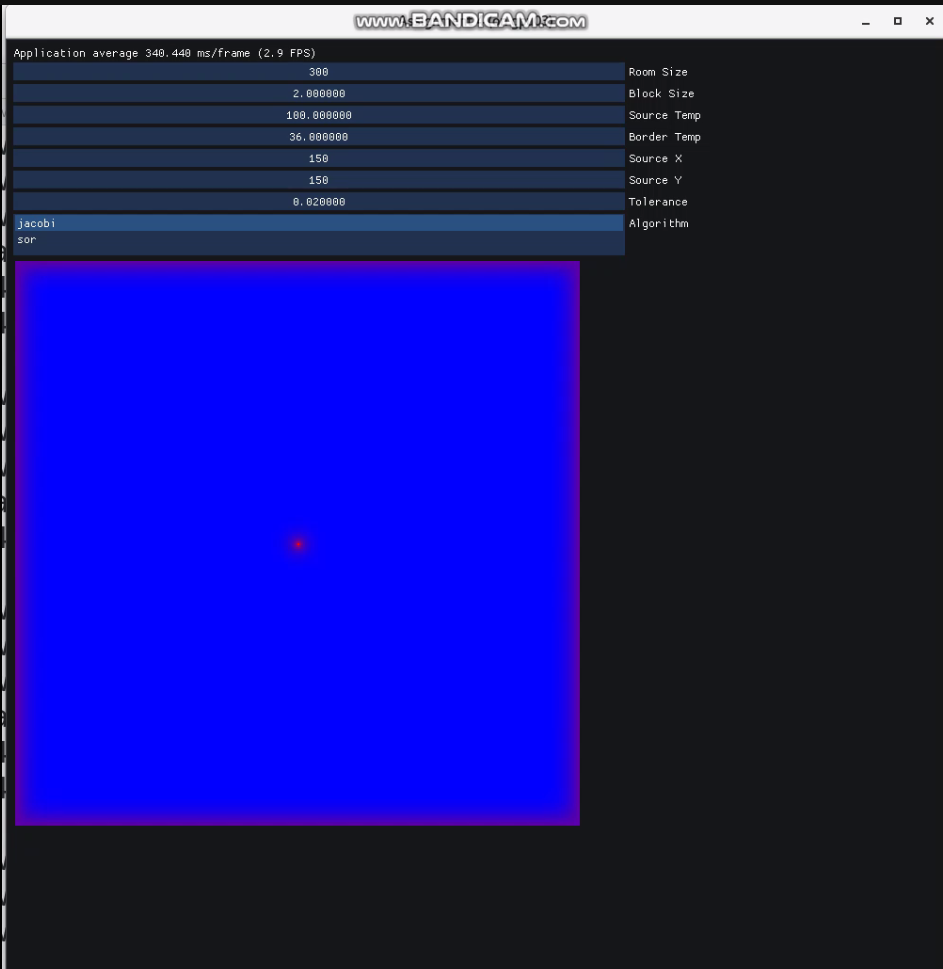 www.BANDICAM.com
Application average 340.440 ms/frame (2.9 FPS)
300 Room Size
2.000000 Block Size
100.000000 Source Temp
36.000000 Border Temp
150 Source X
150 Source Y
0.020000 Tolerance
jacobi Algorithm
sor